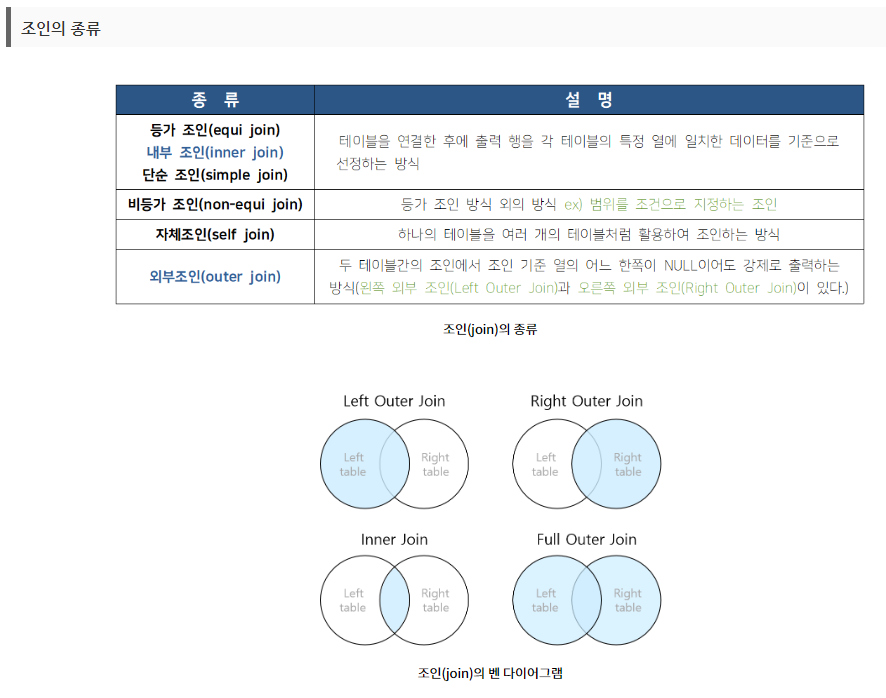 조인의 종류
종 류
설 명
등가 조인(equi join)
내부 조인(inner join)
단순 조인(simple join)
테이블을 연결한 후에 출력 행을 각 테이블의 특정 열에 일치한 데이터를 기준으로
선정하는 방식
비등가 조인(non-equi join)
등가 조인 방식 외의 방식 ex) 범위를 조건으로 지정하는 조인
자체조인(self join)
하나의 테이블을 여러 개의 테이블처럼 활용하여 조인하는 방식
외부조인(outer join)
두 테이블간의 조인에서 조인 기준 열의 어느 한쪽이 NULL이어도 강제로 출력하는
방식(왼쪽 외부 조인(Left Outer Join)과 오른쪽 외부 조인(Right Outer Join)이 있다.)
조인(join)의 종류
Left Outer Join
Right Outer Join
Left
table
Right
table
Left
table
Right
table
Inner Join
Full Outer Join
Left
table
Right
table
Left
table
Right
table
조인(join)의 벤 다이어그램